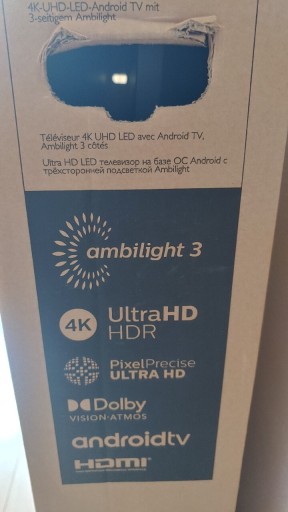 4K-UHD-LED-Android TV mit
3-seitigem Ambilight
Téléviseur 4K UHD LED avec Android TV,
Ambilight 3 côtés
Ultra HD LED телевизор на базе ОС Android с
трёхсторонней подсветкой Ambilight
ambilight 3
4K UltraHD
HDR
PixelPrecise
ULTRA HD
Dolby
VISION·ATMOS
androidtv
HDMI